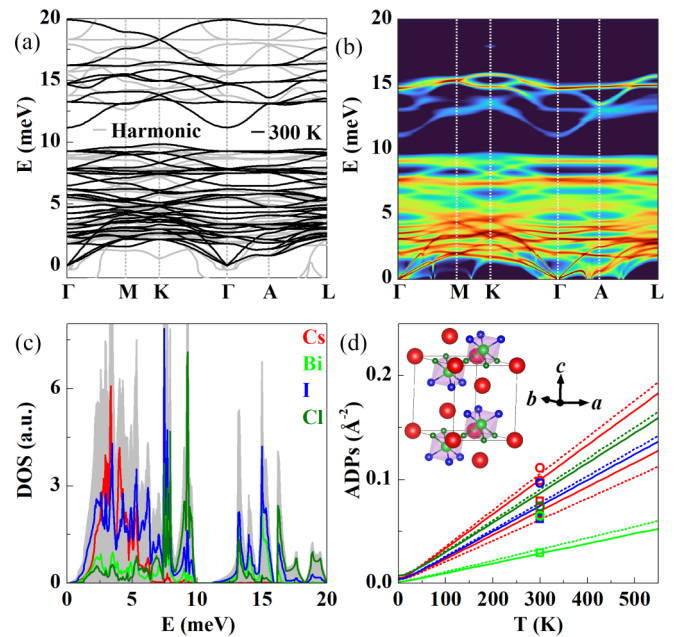 (a)
E (meV)
20
15
10
5
0
Harmonic
300 K
Γ M K Γ A L
(b)
E (meV)
20
15
10
5
0
Γ M K Γ A L
(c)
DOS (a.u.)
6
3
0
Cs
Bi
I
Cl
0 5 10 15 20
E (meV)
(d)
ADPs (Å⁻²)
0.2
0.1
0.0
c
b
a
0 100 200 300 400 500
T (K)